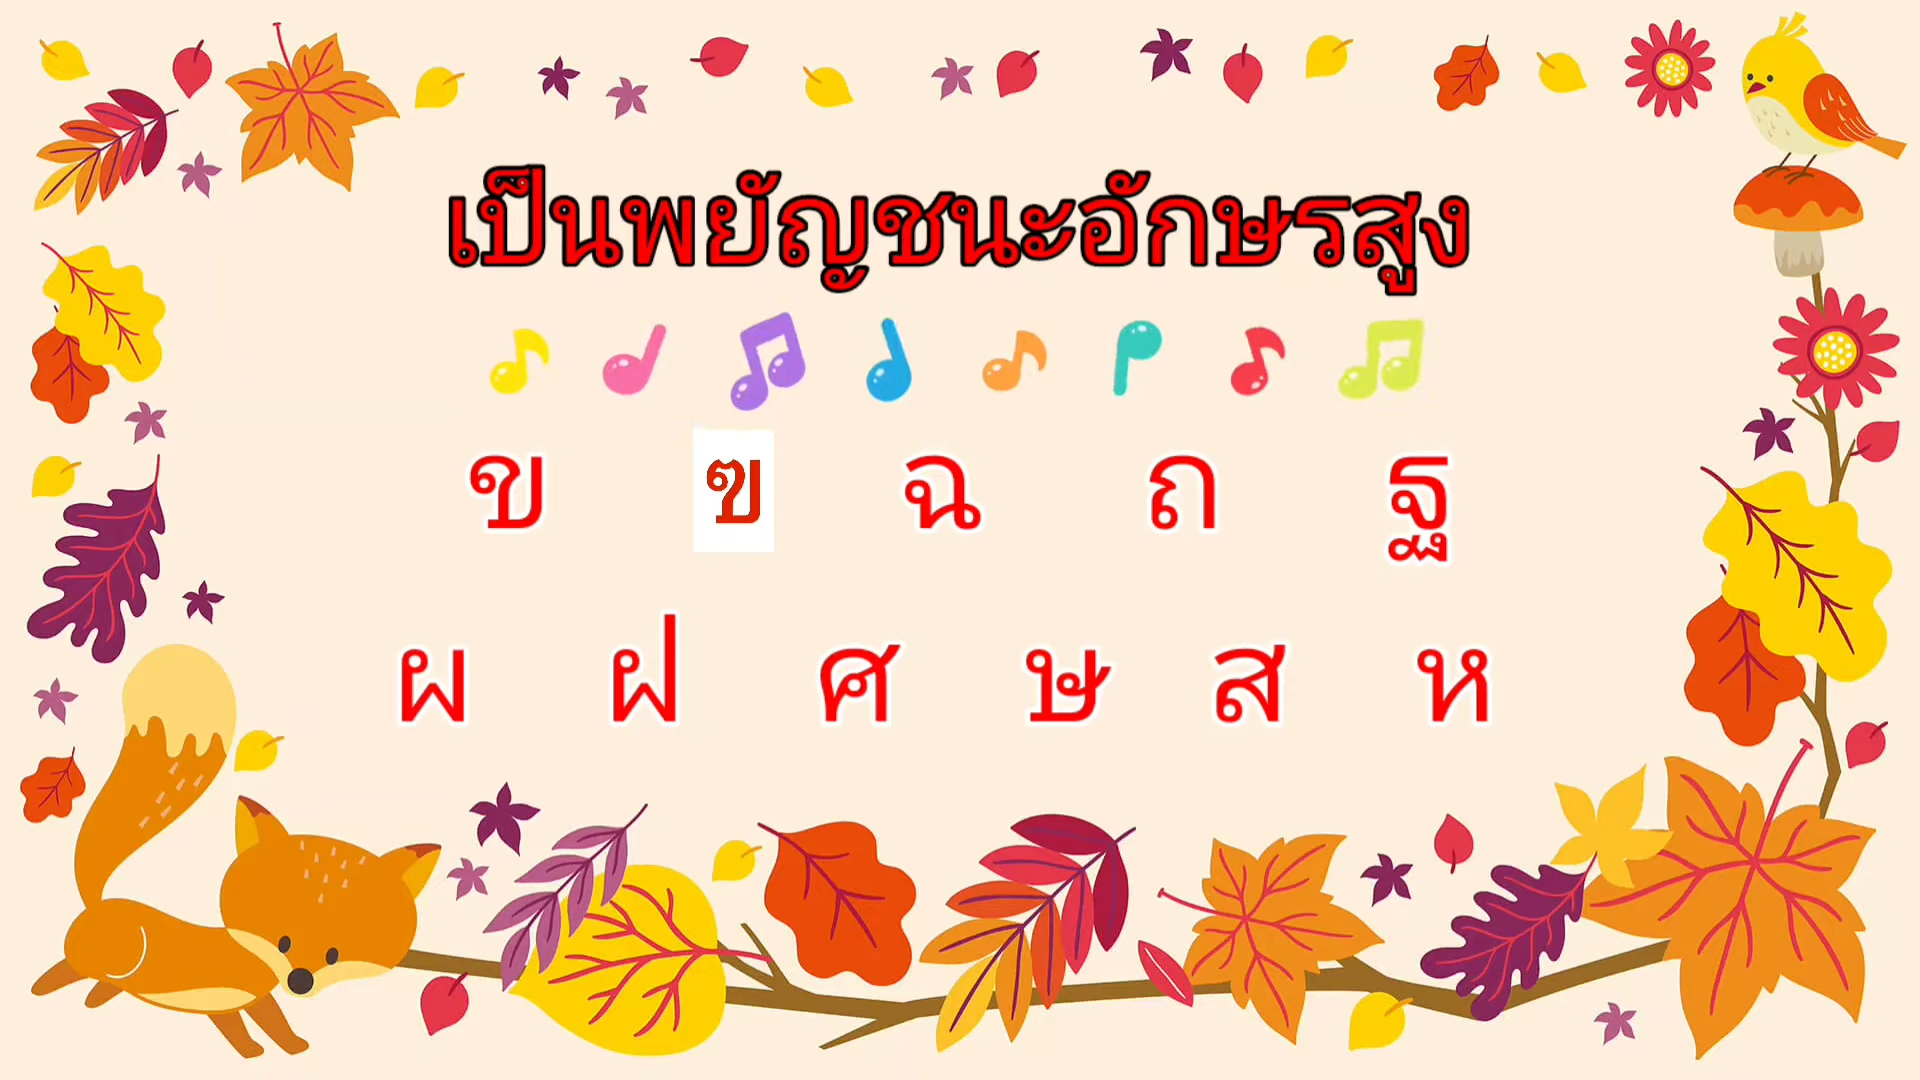 เป็นพยัญชนะอักษรสูง
ข ฃ ฉ ถ ฐ
ผ ฝ ศ ษ ส ห